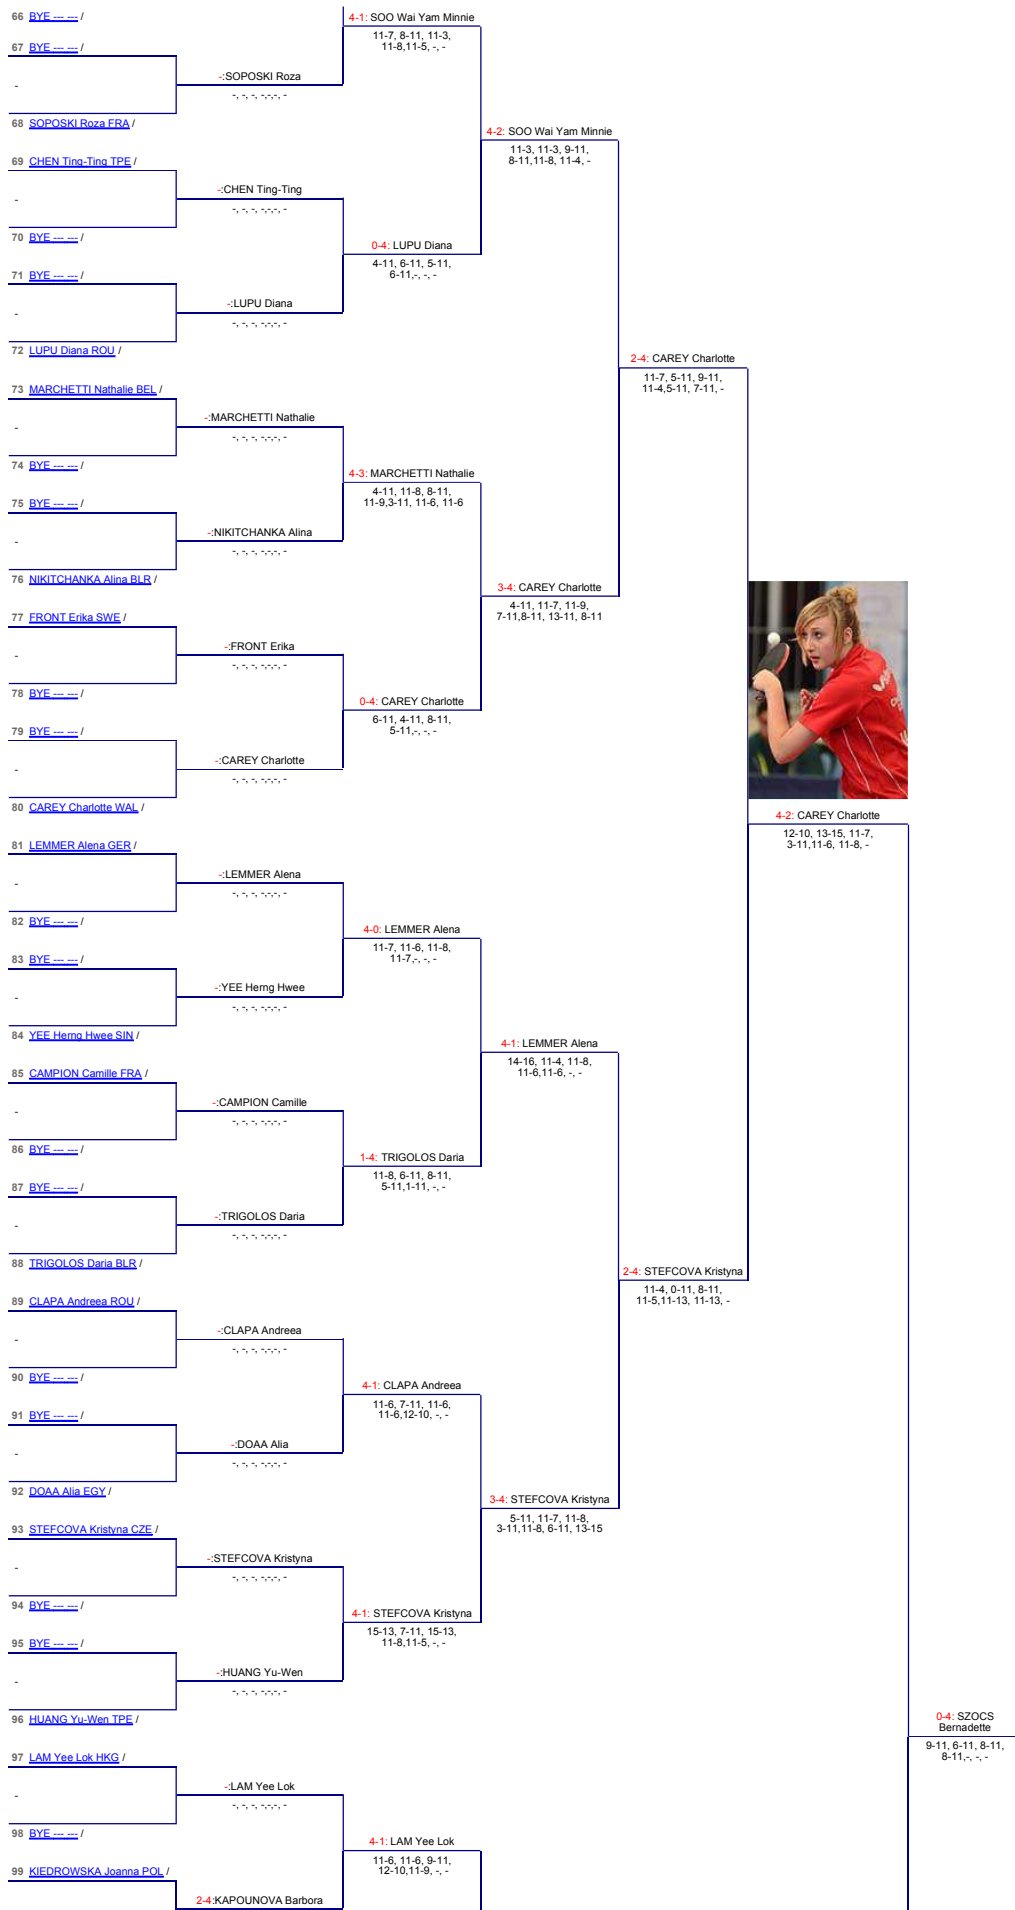 66 BYE --- --- /
4-1: SOO Wai Yam Minnie
11-7, 8-11, 11-3,
11-8,11-5, -, -
67 BYE --- --- /
-
-:SOPOSKI Roza
-, -, -, -,-,-, -
68 SOPOSKI Roza FRA /
4-2: SOO Wai Yam Minnie
11-3, 11-3, 9-11,
8-11,11-8, 11-4, -
69 CHEN Ting-Ting TPE /
-
-:CHEN Ting-Ting
-, -, -, -,-,-, -
70 BYE --- --- /
0-4: LUPU Diana
4-11, 6-11, 5-11,
6-11,-, -, -
71 BYE --- --- /
-
-:LUPU Diana
-, -, -, -,-,-, -
72 LUPU Diana ROU /
2-4: CAREY Charlotte
11-7, 5-11, 9-11,
11-4,5-11, 7-11, -
73 MARCHETTI Nathalie BEL /
-
-:MARCHETTI Nathalie
-, -, -, -,-,-, -
74 BYE --- --- /
4-3: MARCHETTI Nathalie
4-11, 11-8, 8-11,
11-9,3-11, 11-6, 11-6
75 BYE --- --- /
-
-:NIKITCHANKA Alina
-, -, -, -,-,-, -
76 NIKITCHANKA Alina BLR /
3-4: CAREY Charlotte
4-11, 11-7, 11-9,
7-11,8-11, 13-11, 8-11
77 FRONT Erika SWE /
-
-:FRONT Erika
-, -, -, -,-,-, -
78 BYE --- --- /
0-4: CAREY Charlotte
6-11, 4-11, 8-11,
5-11,-, -, -
79 BYE --- --- /
-
-:CAREY Charlotte
-, -, -, -,-,-, -
80 CAREY Charlotte WAL /
4-2: CAREY Charlotte
12-10, 13-15, 11-7,
3-11,11-6, 11-8, -
81 LEMMER Alena GER /
-
-:LEMMER Alena
-, -, -, -,-,-, -
82 BYE --- --- /
4-0: LEMMER Alena
11-7, 11-6, 11-8,
11-7,-, -, -
83 BYE --- --- /
-
-:YEE Herng Hwee
-, -, -, -,-,-, -
84 YEE Herng Hwee SIN /
4-1: LEMMER Alena
14-16, 11-4, 11-8,
11-6,11-6, -, -
85 CAMPION Camille FRA /
-
-:CAMPION Camille
-, -, -, -,-,-, -
86 BYE --- --- /
1-4: TRIGOLOS Daria
11-8, 6-11, 8-11,
5-11,1-11, -, -
87 BYE --- --- /
-
-:TRIGOLOS Daria
-, -, -, -,-,-, -
88 TRIGOLOS Daria BLR /
2-4: STEFCOVA Kristyna
11-4, 0-11, 8-11,
11-5,11-13, 11-13, -
89 CLAPA Andreea ROU /
-
-:CLAPA Andreea
-, -, -, -,-,-, -
90 BYE --- --- /
4-1: CLAPA Andreea
11-6, 7-11, 11-6,
11-6,12-10, -, -
91 BYE --- --- /
-
-:DOAA Alia
-, -, -, -,-,-, -
92 DOAA Alia EGY /
3-4: STEFCOVA Kristyna
5-11, 11-7, 11-8,
3-11,11-8, 6-11, 13-15
93 STEFCOVA Kristyna CZE /
-
-:STEFCOVA Kristyna
-, -, -, -,-,-, -
94 BYE --- --- /
4-1: STEFCOVA Kristyna
15-13, 7-11, 15-13,
11-8,11-5, -, -
95 BYE --- --- /
-
-:HUANG Yu-Wen
-, -, -, -,-,-, -
96 HUANG Yu-Wen TPE /
0-4: SZOCS
Bernadette
9-11, 6-11, 8-11,
8-11,-, -, -
97 LAM Yee Lok HKG /
-
-:LAM Yee Lok
-, -, -, -,-,-, -
98 BYE --- --- /
4-1: LAM Yee Lok
11-6, 11-6, 9-11,
12-10,11-9, -, -
99 KIEDROWSKA Joanna POL /
2-4:KAPOUNOVA Barbora